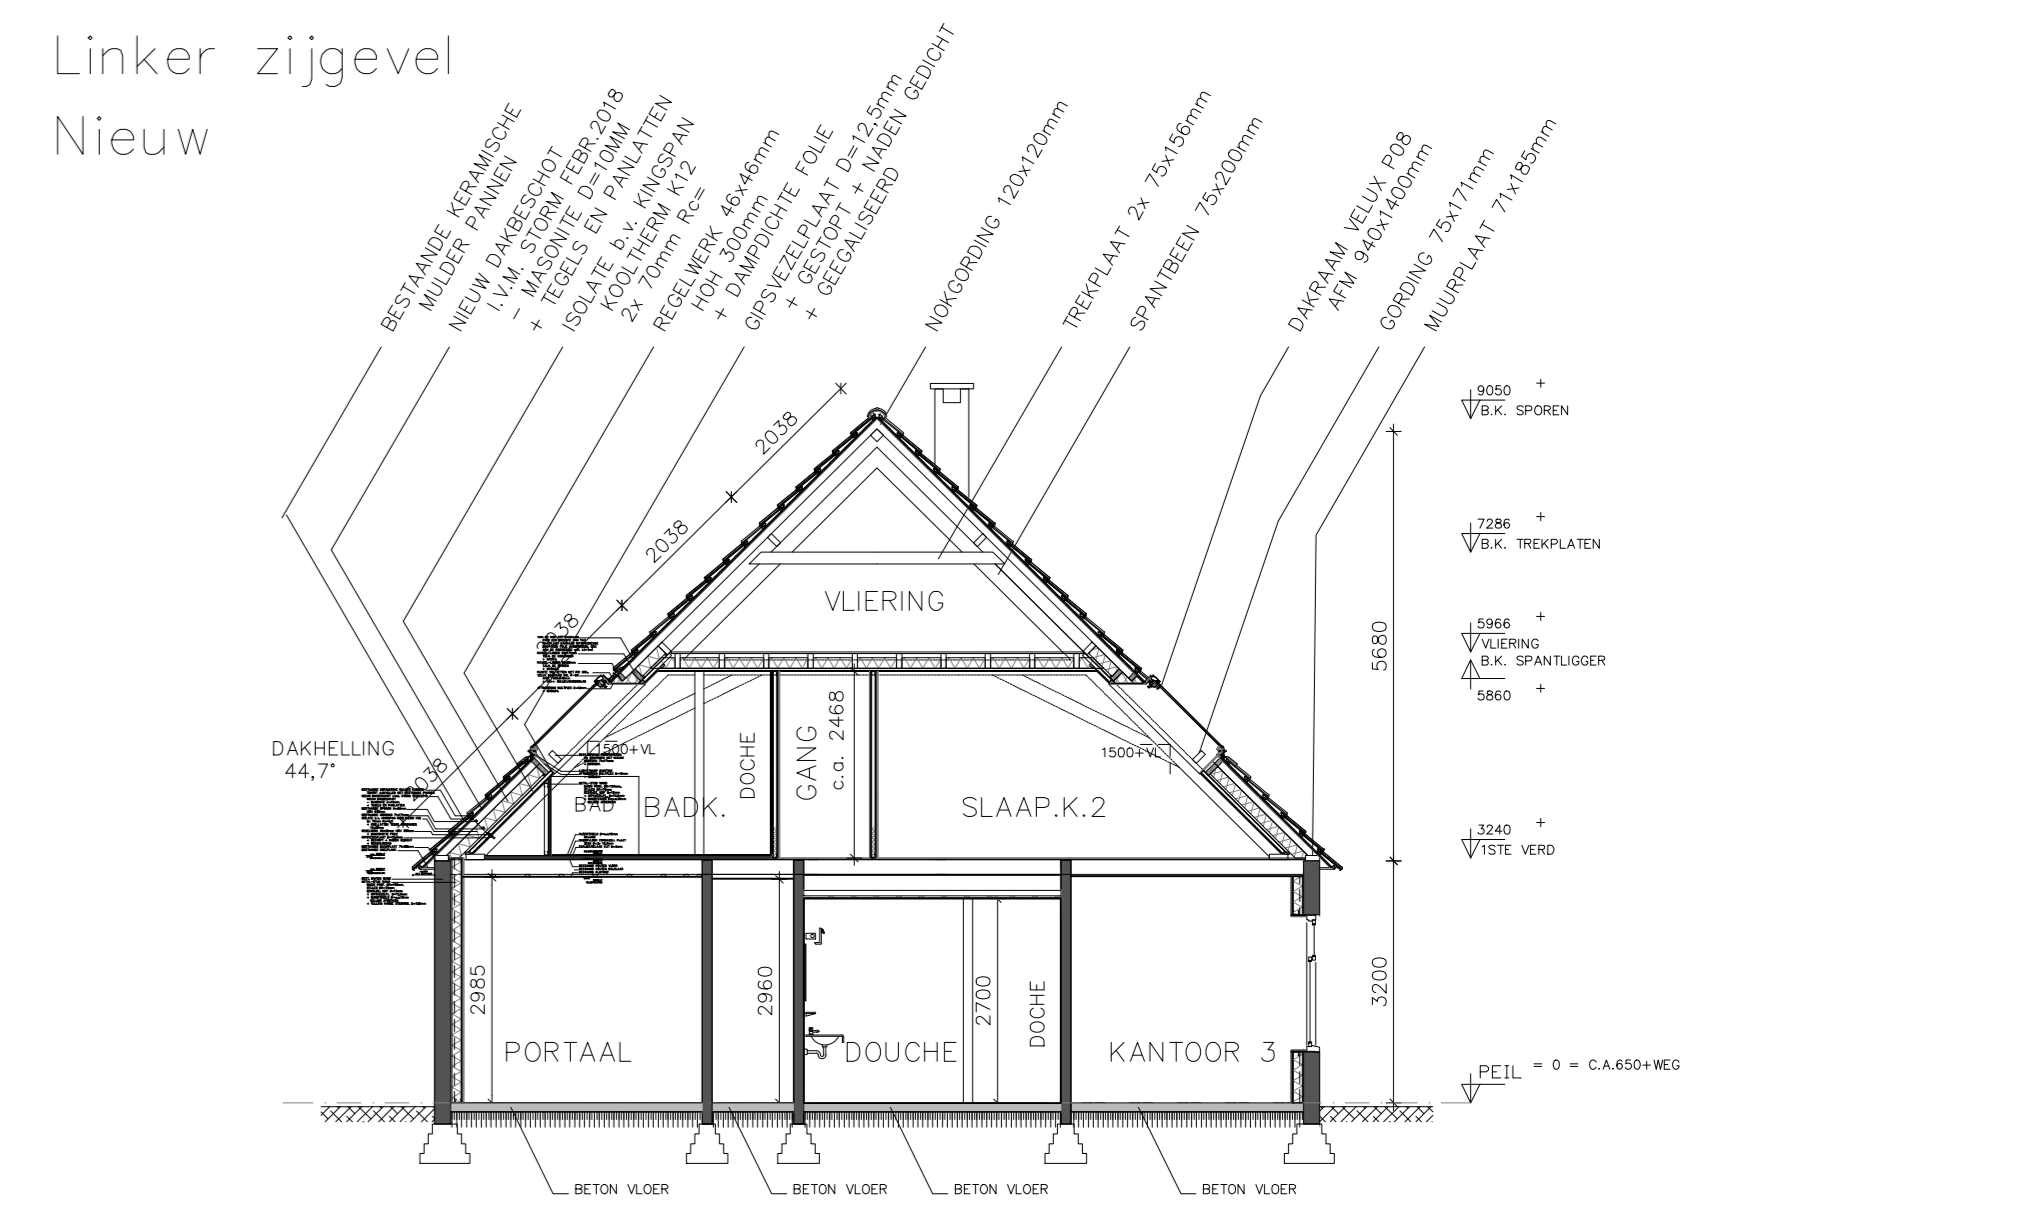 Linker zijgevel
Nieuw
BESTAANDE KERAMISCHE
MULDER PANNEN
NIEUW DAKBESCHOT
I.V.M. STORM FEBR.2018
- MASONITE D=10MM
+ TEGELS EN PANLATTEN
ISOLATE b.v. KINGSPAN
KOOLTHERM K12
2x 70mm Rc=
REGELWERK 46x46mm
HOH 300mm
+ DAMPDICHTE FOLIE
GIPSVEZELPLAAT D=12,5mm
+ GESTOPT + NADEN GEDICHT
+ GEEGALISEERD
NOKGORDING 120x120mm
TREKPLAAT 2x 75x156mm
SPANTBEEN 75x200mm
DAKRAAM VELUX P08
AFM 940x1400mm
GORDING 75x171mm
MUURPLAAT 71x185mm
2038
2038
2038
2038
DAKHELLING
44,7°
9050 +
B.K. SPOREN
7286 +
B.K. TREKPLATEN
5966 +
VLIERING
B.K. SPANTLIGGER
5860 +
3240 +
1STE VERD
5680
3200
VLIERING
1500+VL
BAD
BADK.
DOCHE
GANG
c.a. 2468
SLAAP.K.2
1500+VL
2985
PORTAAL
2960
DOUCHE
2700
DOCHE
KANTOOR 3
PEIL = 0 = C.A.650+WEG
BETON VLOER
BETON VLOER
BETON VLOER
BETON VLOER